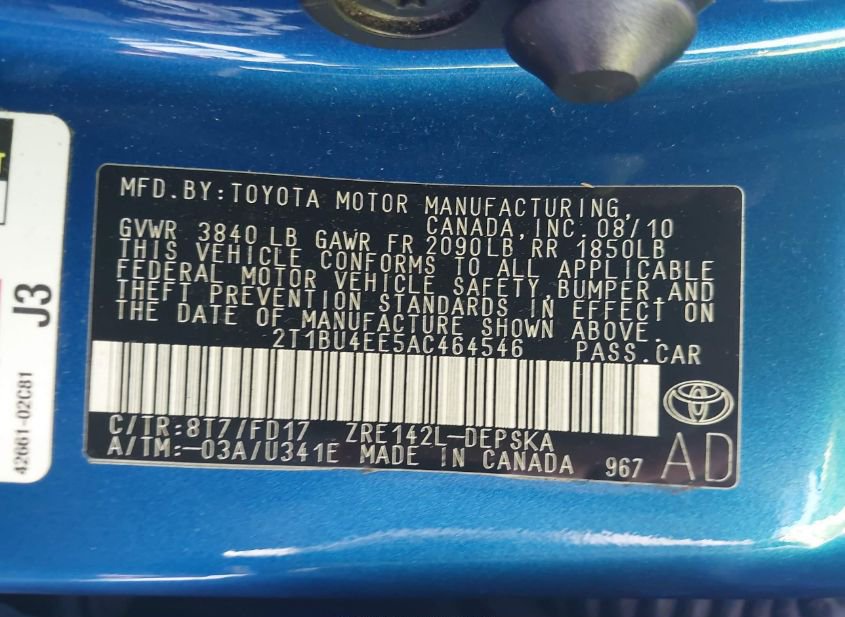 MFD.BY:TOYOTA MOTOR MANUFACTURING,
CANADA,INC. 08/10
GVWR 3840 LB GAWR FR 2090LB, RR 1850LB
THIS VEHICLE CONFORMS TO ALL APPLICABLE
FEDERAL MOTOR VEHICLE SAFETY,BUMPER,AND
THEFT PREVENTION STANDARDS IN EFFECT ON
THE DATE OF MANUFACTURE SHOWN ABOVE.
2T1BU4EE5AC464546 PASS.CAR
C/TR:8T7/FD17 ZRE142L-DEPSKA
A/TM:-03A/U341E MADE IN CANADA 967
AD
J3
42661-02C81